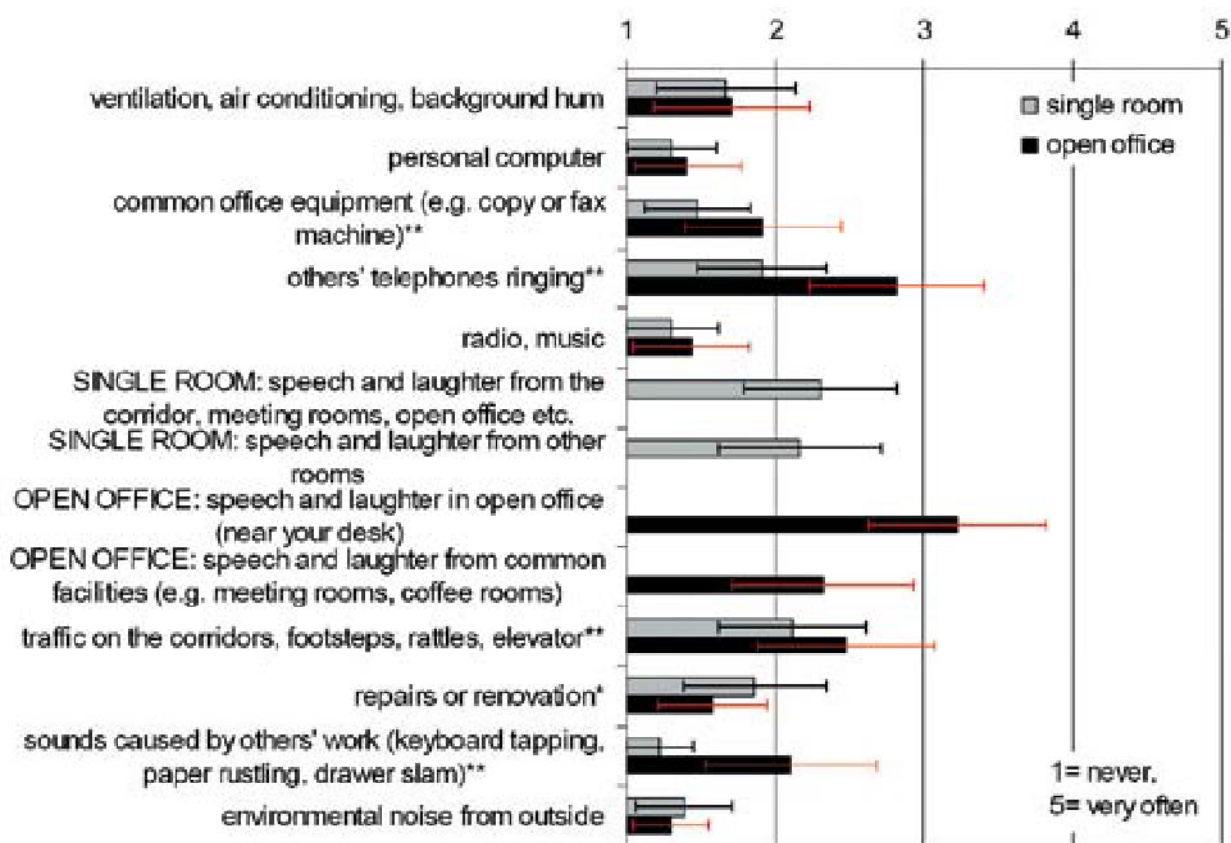 1 2 3 4 5
ventilation, air conditioning, background hum
single room
open office
personal computer
common office equipment (e.g. copy or fax
machine)**
others' telephones ringing**
radio, music
SINGLE ROOM: speech and laughter from the
corridor, meeting rooms, open office etc.
SINGLE ROOM: speech and laughter from other
rooms
OPEN OFFICE: speech and laughter in open office
(near your desk)
OPEN OFFICE: speech and laughter from common
facilities (e.g. meeting rooms, coffee rooms)
traffic on the corridors, footsteps, rattles, elevator**
repairs or renovation*
sounds caused by others' work (keyboard tapping,
paper rustling, drawer slam)**
environmental noise from outside
1= never.
5= very often